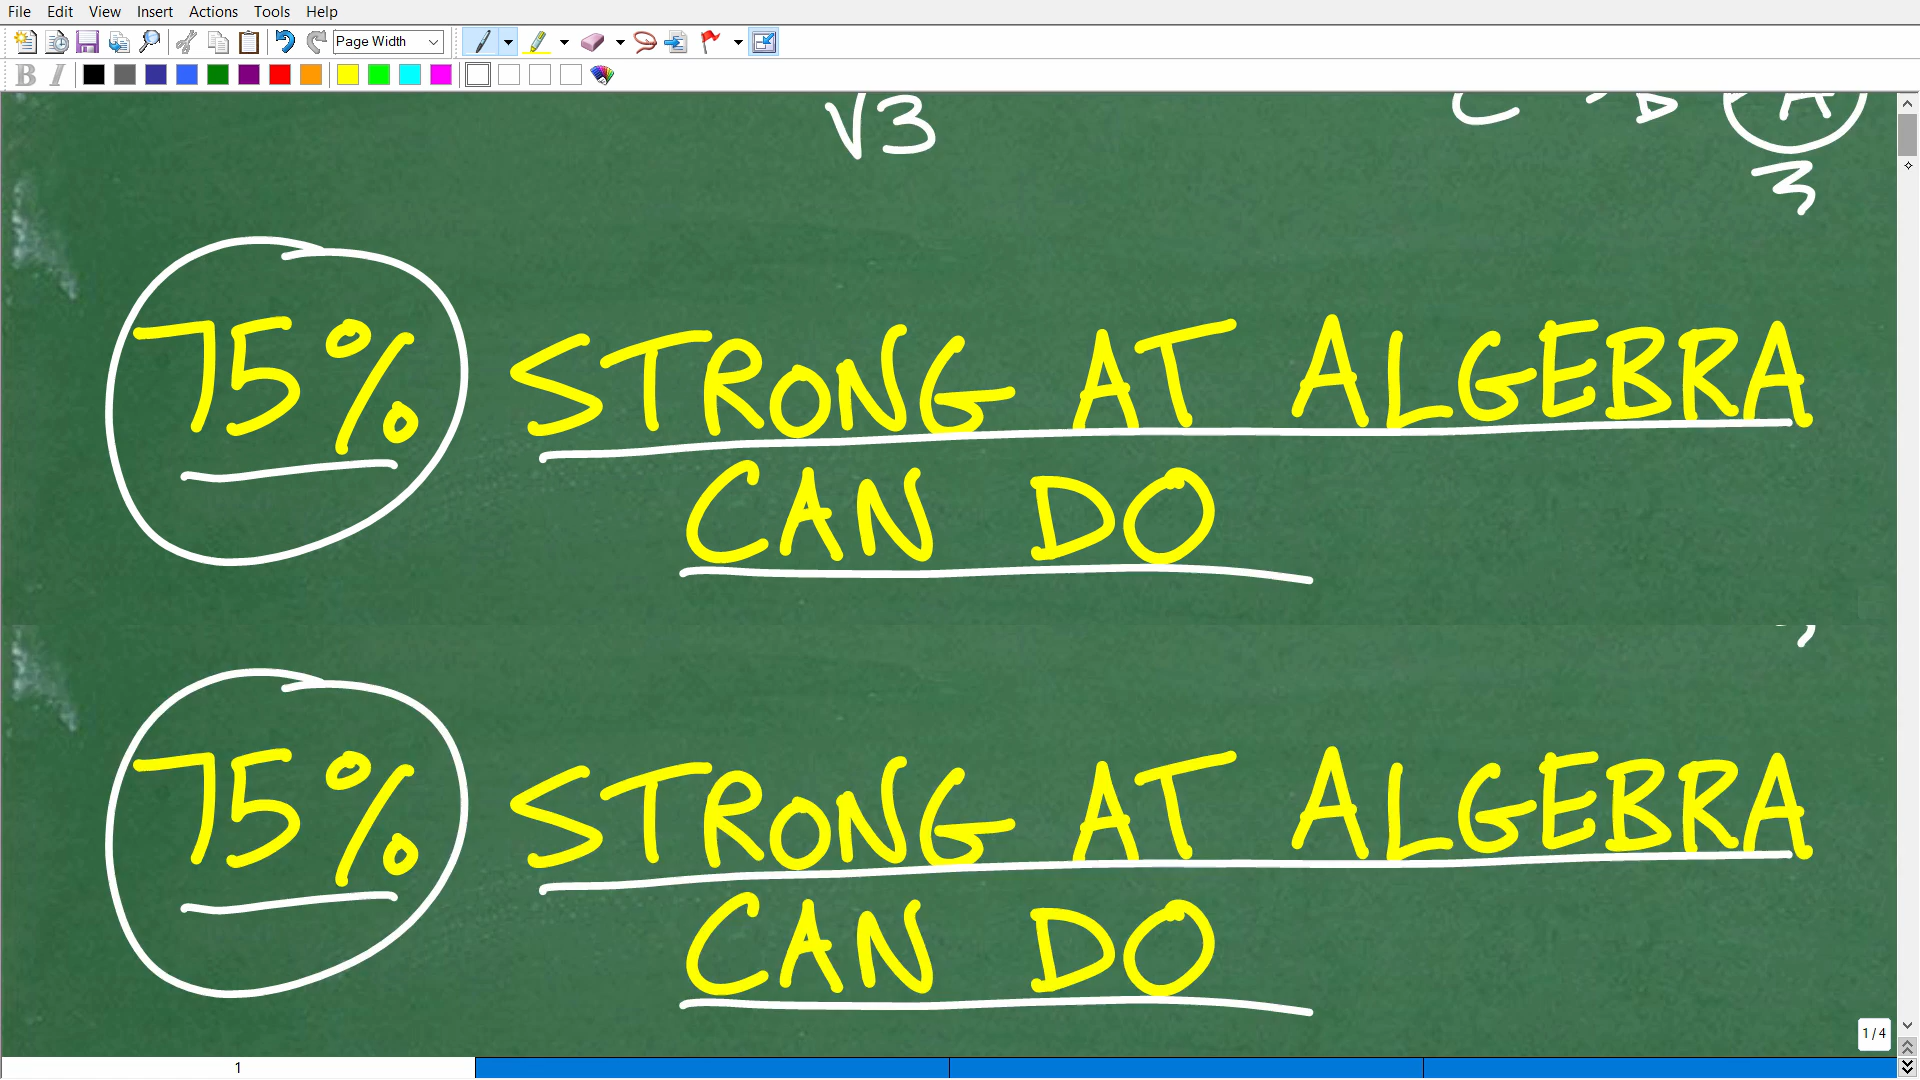 File Edit View Insert Actions Tools Help
Page Width
B I
√3
A
3
75% STRONG AT ALGEBRA
CAN DO
75% STRONG AT ALGEBRA
CAN DO
1 / 4
1